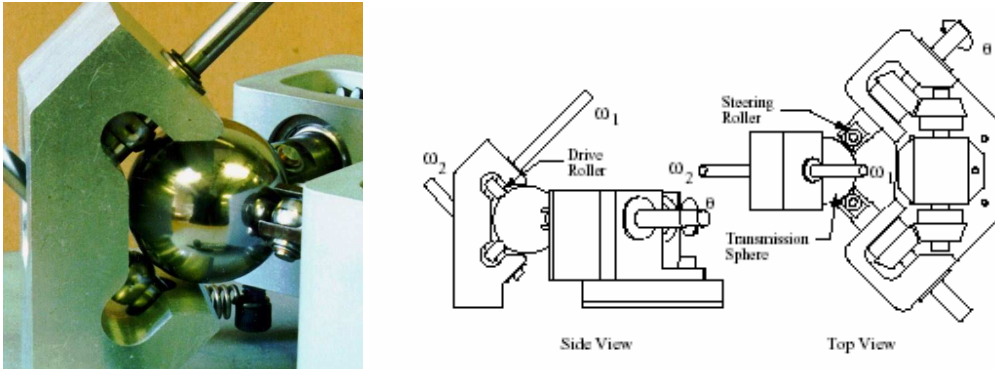 ω1
ω2
Drive
Roller
θ
Side View
θ
Steering
Roller
ω2
ω1
Transmission
Sphere
Top View